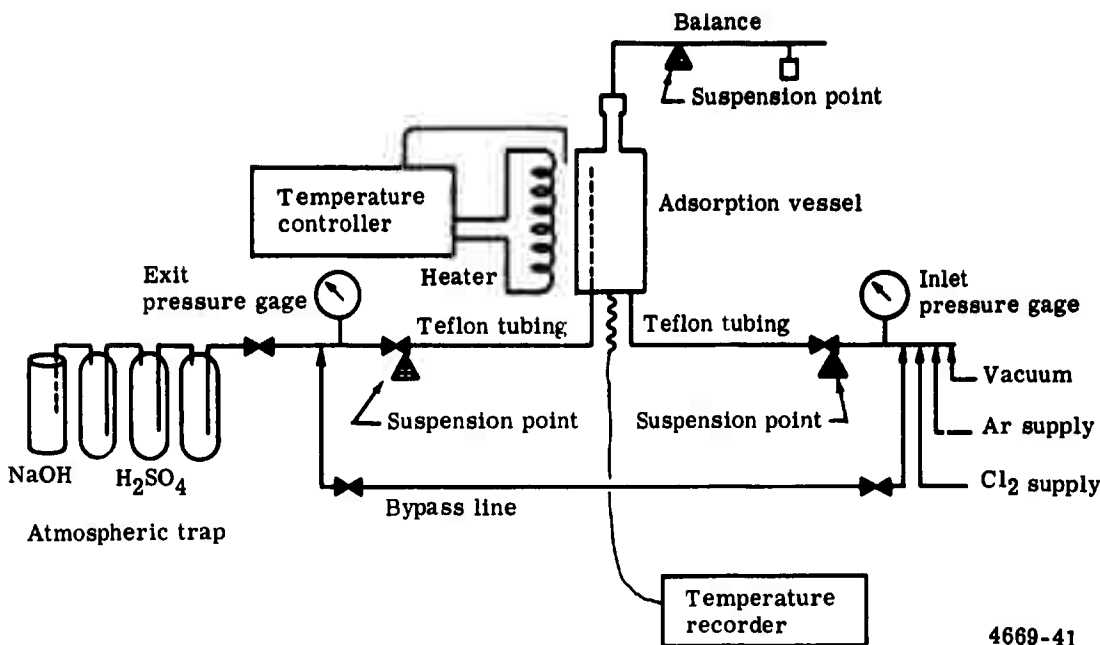 Balance
Suspension point
Temperature
controller
Adsorption vessel
Heater
Exit
pressure gage
Inlet
pressure gage
Teflon tubing
Teflon tubing
Vacuum
Suspension point
Suspension point
Ar supply
NaOH
H₂SO₄
Cl₂ supply
Bypass line
Atmospheric trap
Temperature
recorder
4669-41